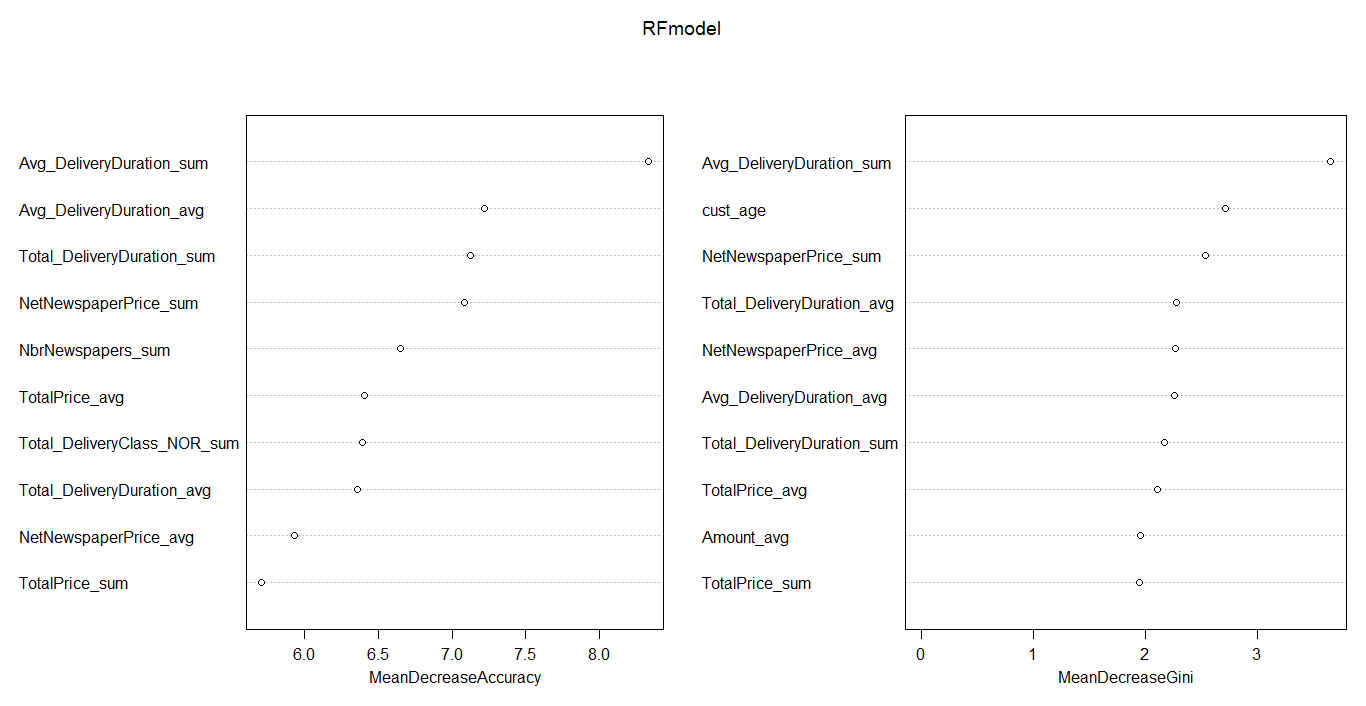 RFmodel
Avg_DeliveryDuration_sum
Avg_DeliveryDuration_avg
Total_DeliveryDuration_sum
NetNewspaperPrice_sum
NbrNewspapers_sum
TotalPrice_avg
Total_DeliveryClass_NOR_sum
Total_DeliveryDuration_avg
NetNewspaperPrice_avg
TotalPrice_sum
6.0 6.5 7.0 7.5 8.0
MeanDecreaseAccuracy
Avg_DeliveryDuration_sum
cust_age
NetNewspaperPrice_sum
Total_DeliveryDuration_avg
NetNewspaperPrice_avg
Avg_DeliveryDuration_avg
Total_DeliveryDuration_sum
TotalPrice_avg
Amount_avg
TotalPrice_sum
0 1 2 3
MeanDecreaseGini